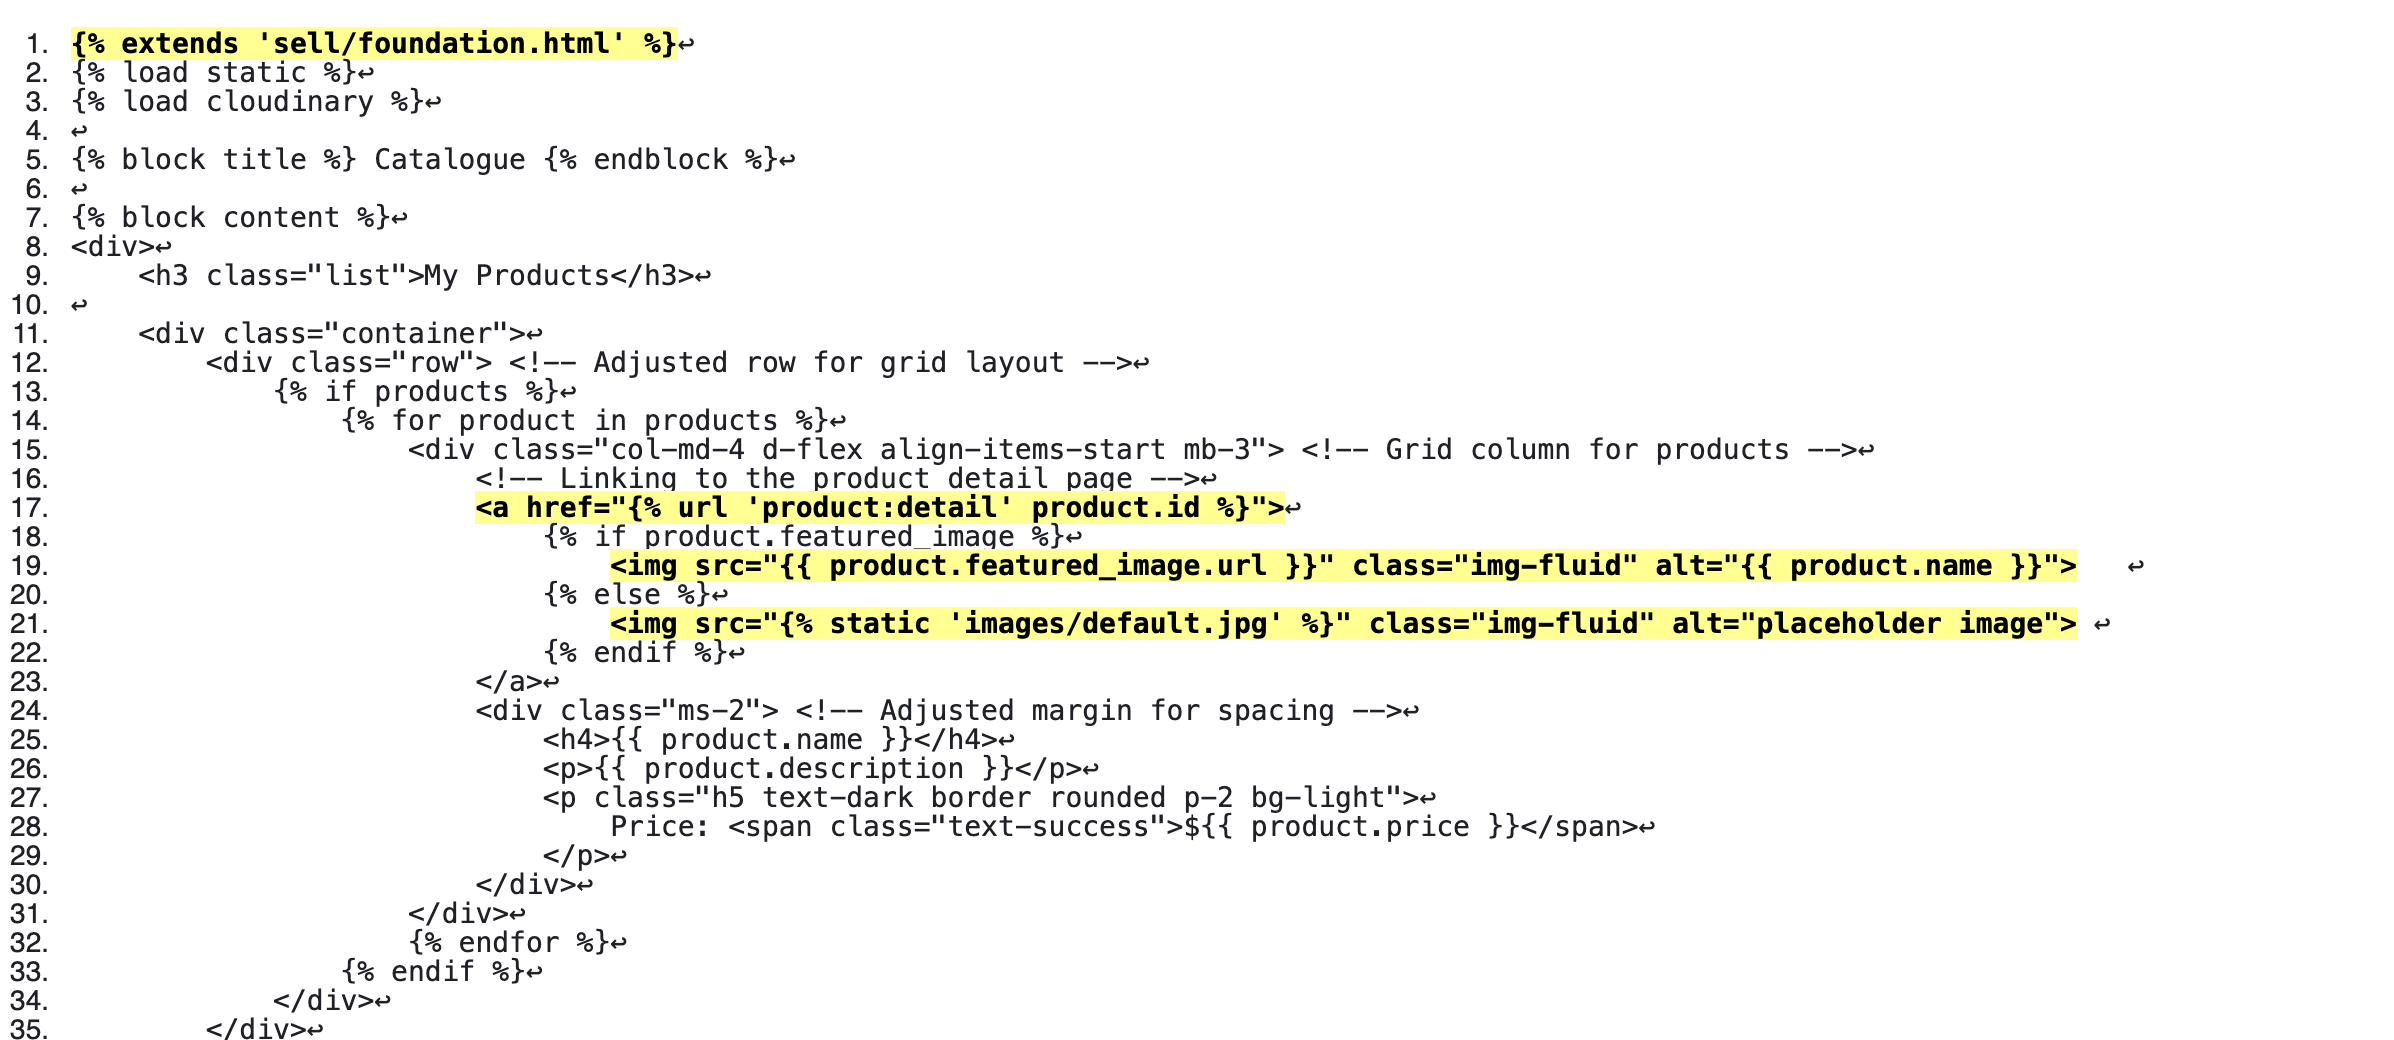 1. {% extends 'sell/foundation.html' %}↩
2. {% load static %}↩
3. {% load cloudinary %}↩
4. ↩
5. {% block title %} Catalogue {% endblock %}↩
6. ↩
7. {% block content %}↩
8. <div>↩
9.     <h3 class="list">My Products</h3>↩
10. ↩
11.     <div class="container">↩
12.         <div class="row"> <!-- Adjusted row for grid layout -->↩
13.             {% if products %}↩
14.                 {% for product in products %}↩
15.                     <div class="col-md-4 d-flex align-items-start mb-3"> <!-- Grid column for products -->↩
16.                         <!-- Linking to the product detail page -->↩
17.                         <a href="{% url 'product:detail' product.id %}">↩
18.                             {% if product.featured_image %}↩
19.                                 <img src="{{ product.featured_image.url }}" class="img-fluid" alt="{{ product.name }}">   ↩
20.                             {% else %}↩
21.                                 <img src="{% static 'images/default.jpg' %}" class="img-fluid" alt="placeholder image"> ↩
22.                             {% endif %}↩
23.                         </a>↩
24.                         <div class="ms-2"> <!-- Adjusted margin for spacing -->↩
25.                             <h4>{{ product.name }}</h4>↩
26.                             <p>{{ product.description }}</p>↩
27.                             <p class="h5 text-dark border rounded p-2 bg-light">↩
28.                                 Price: <span class="text-success">${{ product.price }}</span>↩
29.                             </p>↩
30.                         </div>↩
31.                     </div>↩
32.                     {% endfor %}↩
33.                 {% endif %}↩
34.             </div>↩
35.         </div>↩